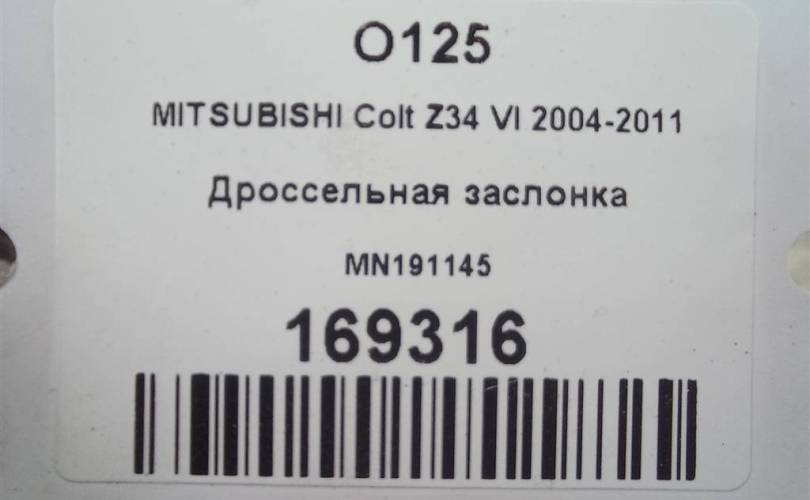 O125
MITSUBISHI Colt Z34 VI 2004-2011
Дроссельная заслонка
MN191145
169316